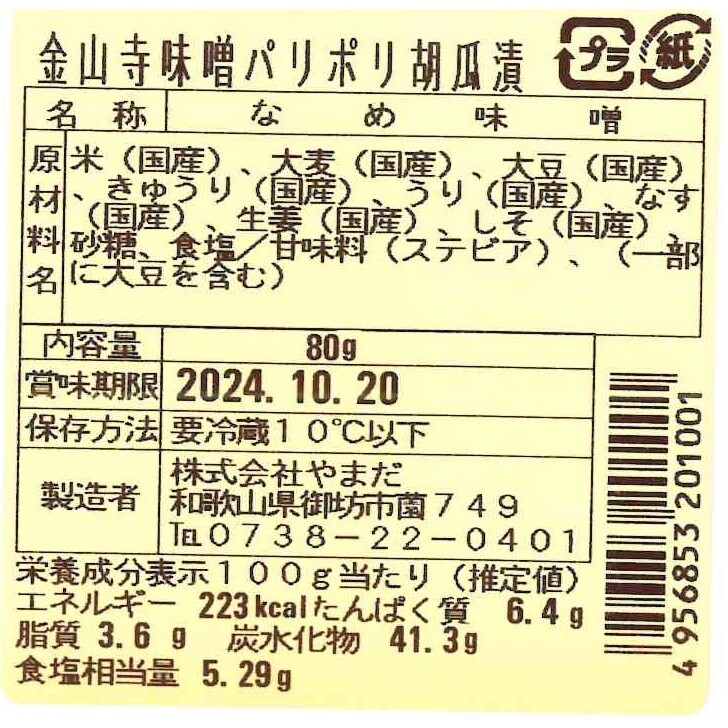 金山寺味噌パリポリ胡瓜漬
プラ 紙
名称 なめ味噌
原材料名 米（国産）、大麦（国産）、大豆（国産）
、きゅうり（国産）、うり（国産）、なす
（国産）、生姜（国産）、しそ（国産）、
砂糖、食塩／甘味料（ステビア）、（一部
に大豆を含む）
内容量 80g
賞味期限 2024. 10. 20
保存方法 要冷蔵１０℃以下
製造者 株式会社やまだ
和歌山県御坊市薗７４９
℡０７３８－２２－０４０１
栄養成分表示１００ｇ当たり（推定値）
エネルギー 223kcalたんぱく質 6.4g
脂質 3.6g 炭水化物 41.3g
食塩相当量 5.29g
4 956853 201001